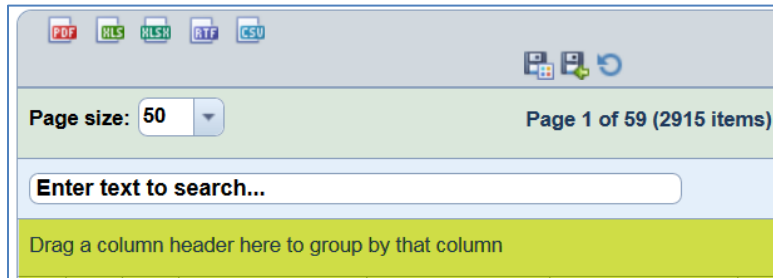 PDF XLS XLSX RTF CSV
Page size: 50 Page 1 of 59 (2915 items)
Enter text to search...
Drag a column header here to group by that column